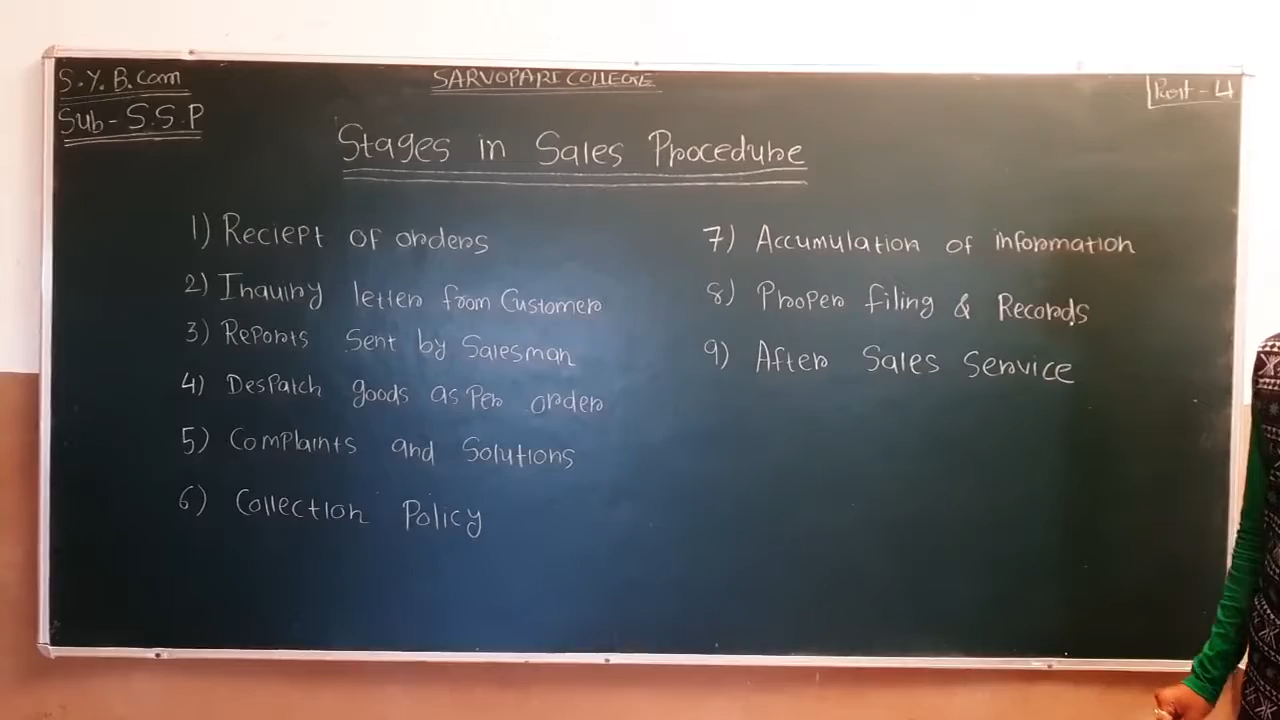 S.Y.B.Com
SARVOPARI COLLEGE
Part-4
Sub-S.S.P
Stages in Sales Procedure
1) Reciept of orders
2) Inquiry letter from Customer
3) Reports Sent by Salesman
4) Despatch goods as Per order
5) Complaints and Solutions
6) Collection Policy
7) Accumulation of information
8) Proper filing & Records
9) After Sales Service